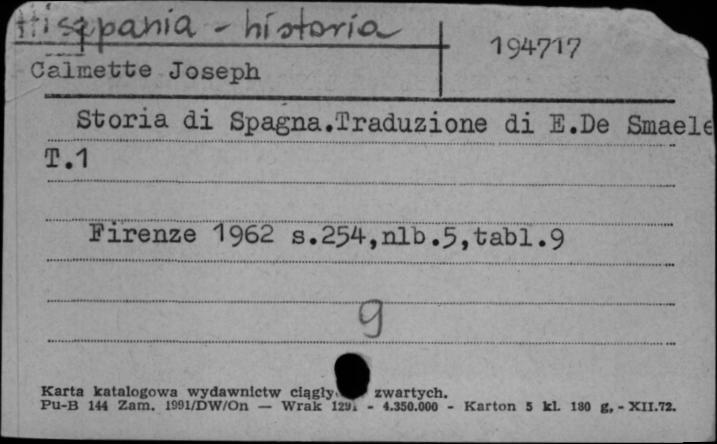 Hiszpania - historia
194717
Calmette Joseph
Storia di Spagna.Traduzione di E.De Smaele
T.1
Firenze 1962 s.254,nlb.5,tabl.9
9
Karta katalogowa wydawnictw zwartych.
Pu-B 144 Zam. 1991/DW/On — Wrak 1291 - 4.350.000 - Karton 5 kl. 180 g. - XII.72.